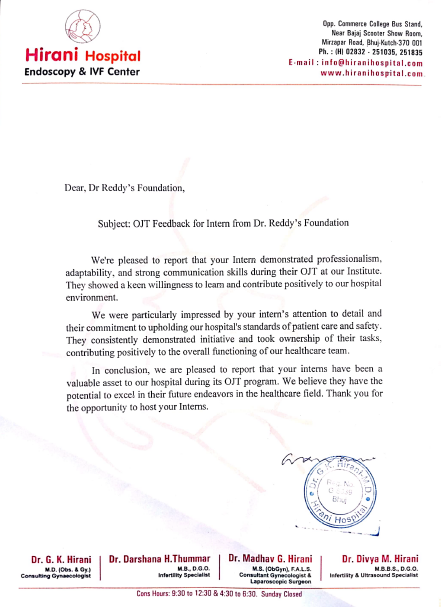 Hirani Hospital
Endoscopy & IVF Center
Opp. Commerce College Bus Stand,
Near Bajaj Scooter Show Room,
Mirzapar Road, Bhuj-Kutch-370 001
Ph. : (H) 02832 - 251035, 251835
E-mail : info@hiranihospital.com
www.hiranihospital.com
Dear, Dr Reddy's Foundation,
Subject: OJT Feedback for Intern from Dr. Reddy's Foundation
We're pleased to report that your Intern demonstrated professionalism,
adaptability, and strong communication skills during their OJT at our Institute.
They showed a keen willingness to learn and contribute positively to our hospital
environment.
We were particularly impressed by your intern's attention to detail and
their commitment to upholding our hospital's standards of patient care and safety.
They consistently demonstrated initiative and took ownership of their tasks,
contributing positively to the overall functioning of our healthcare team.
In conclusion, we are pleased to report that your interns have been a
valuable asset to our hospital during its OJT program. We believe they have the
potential to excel in their future endeavors in the healthcare field. Thank you for
the opportunity to host your Interns.
Dr. G. K. Hirani M.D.
Reg. No.
Bhuj
Hirani Hospital
Dr. G. K. Hirani
M.D. (Obs. & Gy.)
Consulting Gynaecologist
Dr. Darshana H.Thummar
M.B., D.G.O.
Infertility Specialist
Dr. Madhav G. Hirani
M.S. (ObGyn), F.A.L.S.
Consultant Gynecologist &
Laparoscopic Surgeon
Dr. Divya M. Hirani
M.B.B.S., D.G.O.
Infertility & Ultrasound Specialist
Cons Hours: 9:30 to 12:30 & 4:30 to 6:30. Sunday Closed